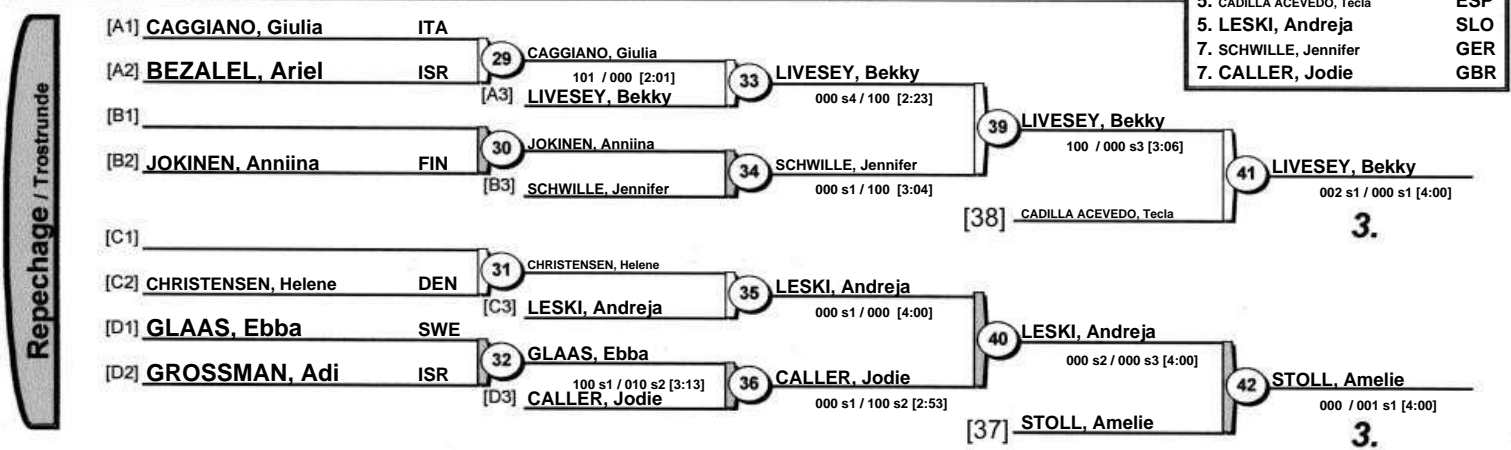 5. CADILLA ACEVEDO, Tecla ESP
5. LESKI, Andreja SLO
7. SCHWILLE, Jennifer GER
7. CALLER, Jodie GBR
Repechage / Trostrunde
[A1] CAGGIANO, Giulia ITA
[A2] BEZALEL, Ariel ISR
[B1]
[B2] JOKINEN, Anniina FIN
[C1]
[C2] CHRISTENSEN, Helene DEN
[D1] GLAAS, Ebba SWE
[D2] GROSSMAN, Adi ISR
29 CAGGIANO, Giulia
101 / 000 [2:01]
[A3] LIVESEY, Bekky
30 JOKINEN, Anniina
[B3] SCHWILLE, Jennifer
31 CHRISTENSEN, Helene
[C3] LESKI, Andreja
32 GLAAS, Ebba
100 s1 / 010 s2 [3:13]
[D3] CALLER, Jodie
33 LIVESEY, Bekky
000 s4 / 100 [2:23]
34 SCHWILLE, Jennifer
000 s1 / 100 [3:04]
35 LESKI, Andreja
000 s1 / 000 [4:00]
36 CALLER, Jodie
000 s1 / 100 s2 [2:53]
39 LIVESEY, Bekky
100 / 000 s3 [3:06]
[38] CADILLA ACEVEDO, Tecla
40 LESKI, Andreja
000 s2 / 000 s3 [4:00]
[37] STOLL, Amelie
41 LIVESEY, Bekky
002 s1 / 000 s1 [4:00]
3.
42 STOLL, Amelie
000 / 001 s1 [4:00]
3.